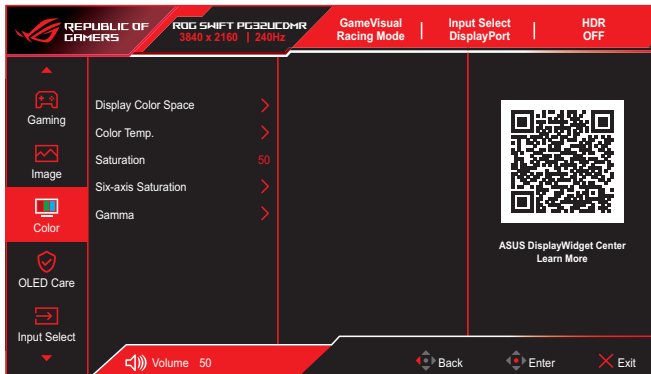 REPUBLIC OF
GAMERS
ROG SWIFT PG32UCDMR
3840 x 2160 | 240Hz
GameVisual
Racing Mode
Input Select
DisplayPort
HDR
OFF
Gaming
Image
Color
OLED Care
Input Select
Display Color Space
Color Temp.
Saturation 50
Six-axis Saturation
Gamma
ASUS DisplayWidget Center
Learn More
Volume 50
Back
Enter
Exit